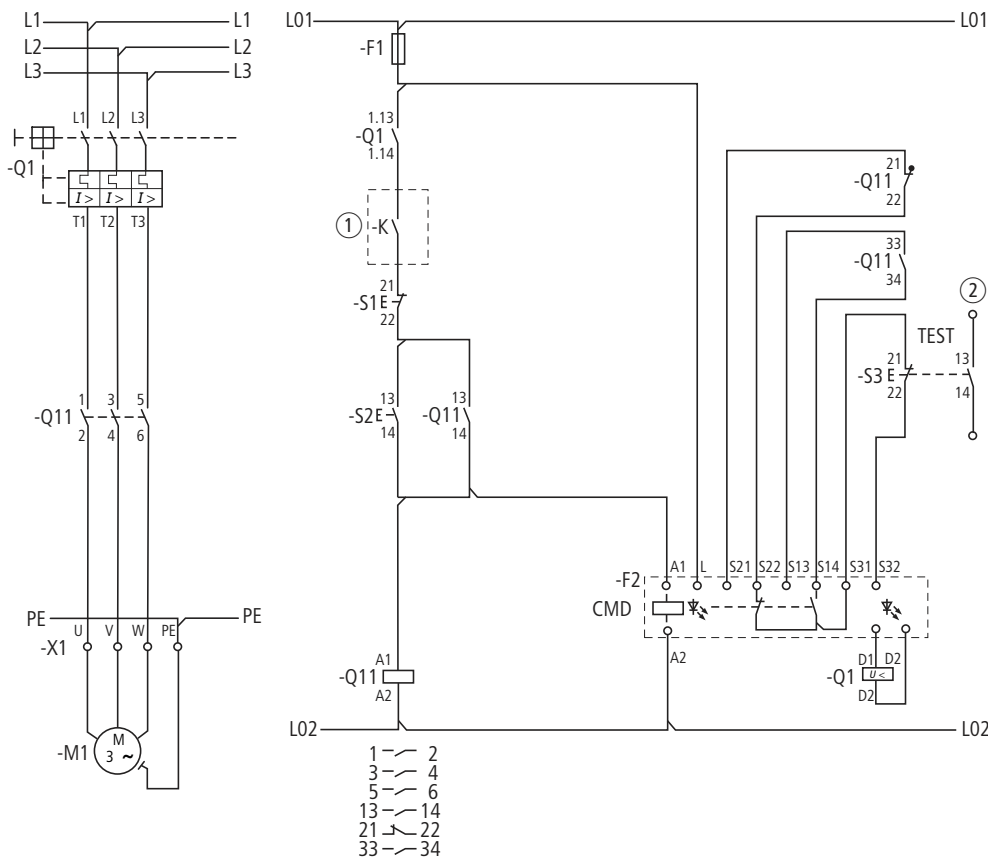 L1 L1
L2 L2
L3 L3
L1 L2 L3
-Q1
I > I > I >
T1 T2 T3
1 3 5
-Q11
2 4 6
PE PE
U V W PE
-X1
M
3 ~
-M1
L01 L01
-F1
1.13
-Q1
1.14
1 -K
21
-S1 E
22
13 13
-S2 E -Q11
14 14
21
-Q11
22
33
-Q11
34
2
TEST
21 13
-S3 E
22 14
-F2 A1 L S21 S22 S13 S14 S31 S32
CMD
A1 A2 D1 D2
-Q11 -Q1 U <
A2 D2
L02 L02
1 2
3 4
5 6
13 14
21 22
33 34